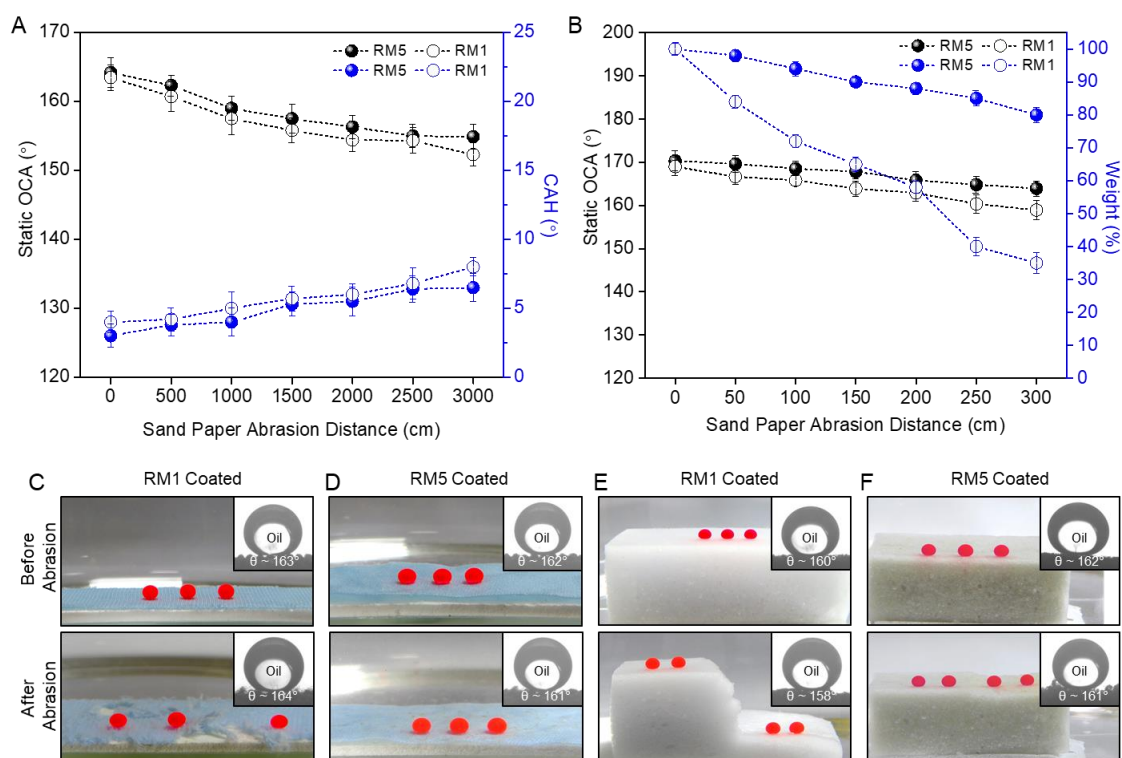 A
170
160
150
140
130
120
Static OCA (°)
25
20
15
10
5
0
CAH (°)
RM5 RM1
RM5 RM1
0 500 1000 1500 2000 2500 3000
Sand Paper Abrasion Distance (cm)
B
200
190
180
170
160
150
140
130
120
Static OCA (°)
100
90
80
70
60
50
40
30
20
10
0
Weight (%)
RM5 RM1
RM5 RM1
0 50 100 150 200 250 300
Sand Paper Abrasion Distance (cm)
C RM1 Coated
D RM5 Coated
E RM1 Coated
F RM5 Coated
Before
Abrasion
Oil
θ ~ 163°
Oil
θ ~ 162°
Oil
θ ~ 160°
Oil
θ ~ 162°
After
Abrasion
Oil
θ ~ 164°
Oil
θ ~ 161°
Oil
θ ~ 158°
Oil
θ ~ 161°